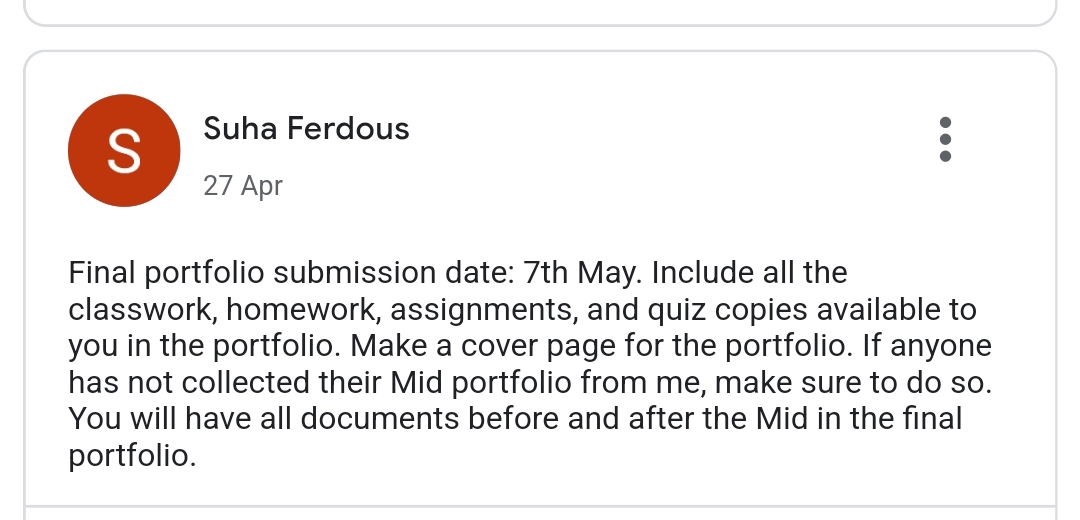 S
Suha Ferdous
27 Apr
Final portfolio submission date: 7th May. Include all the
classwork, homework, assignments, and quiz copies available to
you in the portfolio. Make a cover page for the portfolio. If anyone
has not collected their Mid portfolio from me, make sure to do so.
You will have all documents before and after the Mid in the final
portfolio.